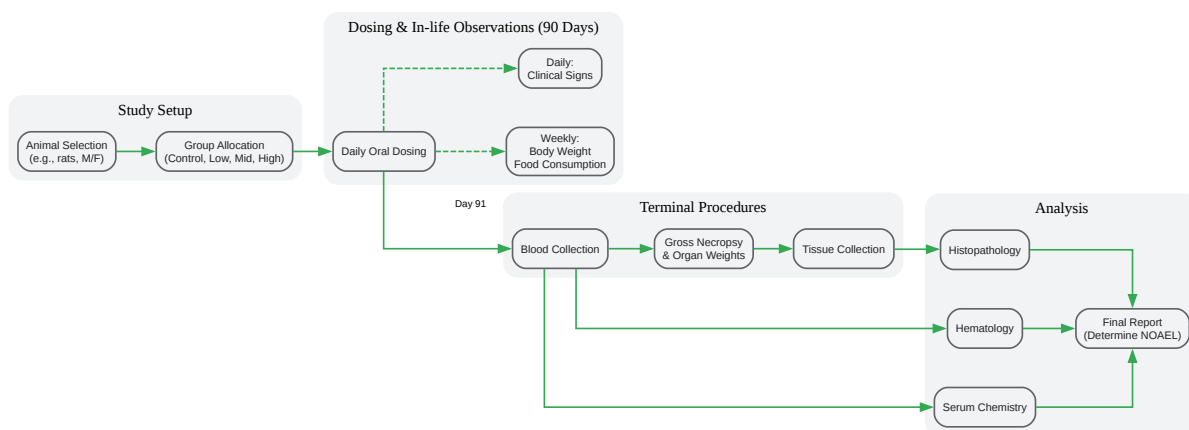 Dosing & In-life Observations (90 Days)
Daily:
Clinical Signs
Study Setup
Animal Selection
(e.g., rats, M/F)
Group Allocation
(Control, Low, Mid, High)
Daily Oral Dosing
Weekly:
Body Weight
Food Consumption
Day 91
Terminal Procedures
Blood Collection
Gross Necropsy
& Organ Weights
Tissue Collection
Analysis
Histopathology
Hematology
Serum Chemistry
Final Report
(Determine NOAEL)